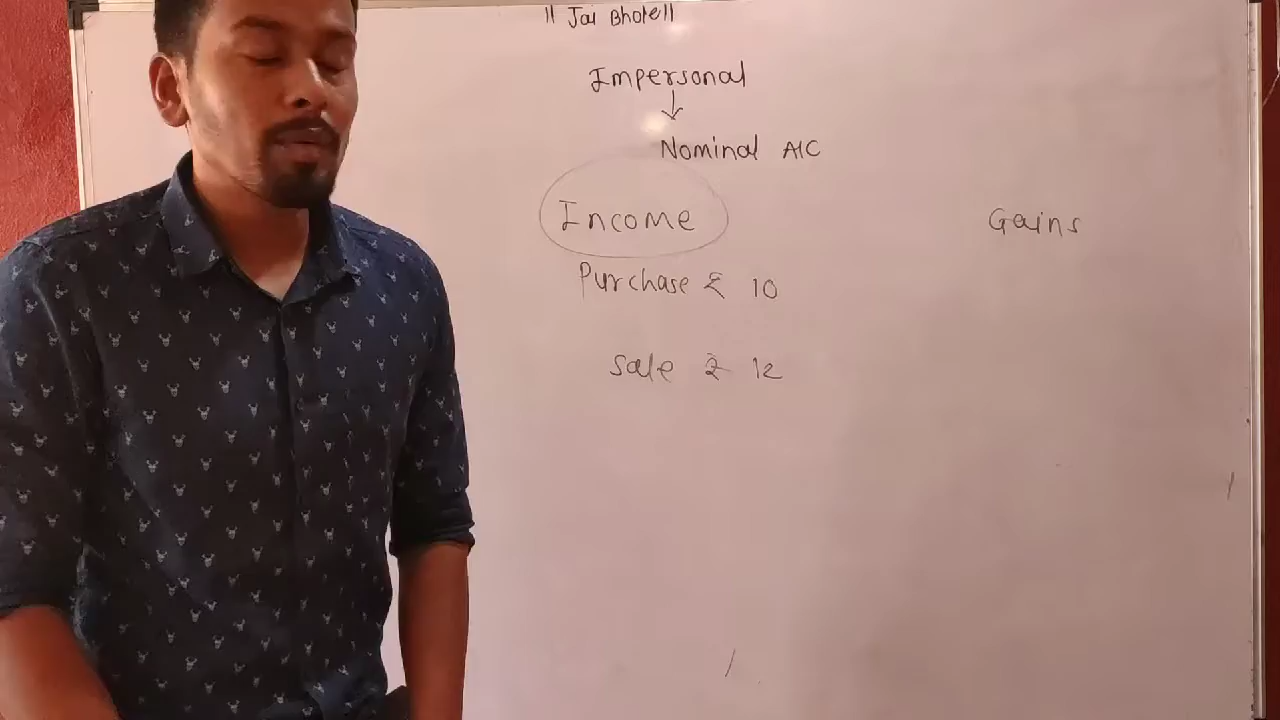 ॥ Jai Bhole॥
Impersonal
↓
Nominal A/C
Income
Gains
Purchase ₹ 10
Sale ₹ 12